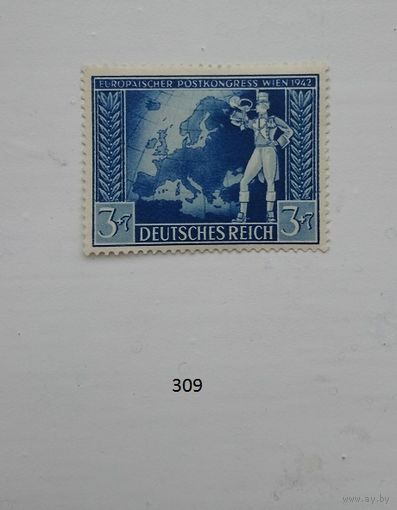 EUROPÄISCHER POSTKONGRESS WIEN 1942
3+7 3+7
DEUTSCHES REICH
309
www.ay.by